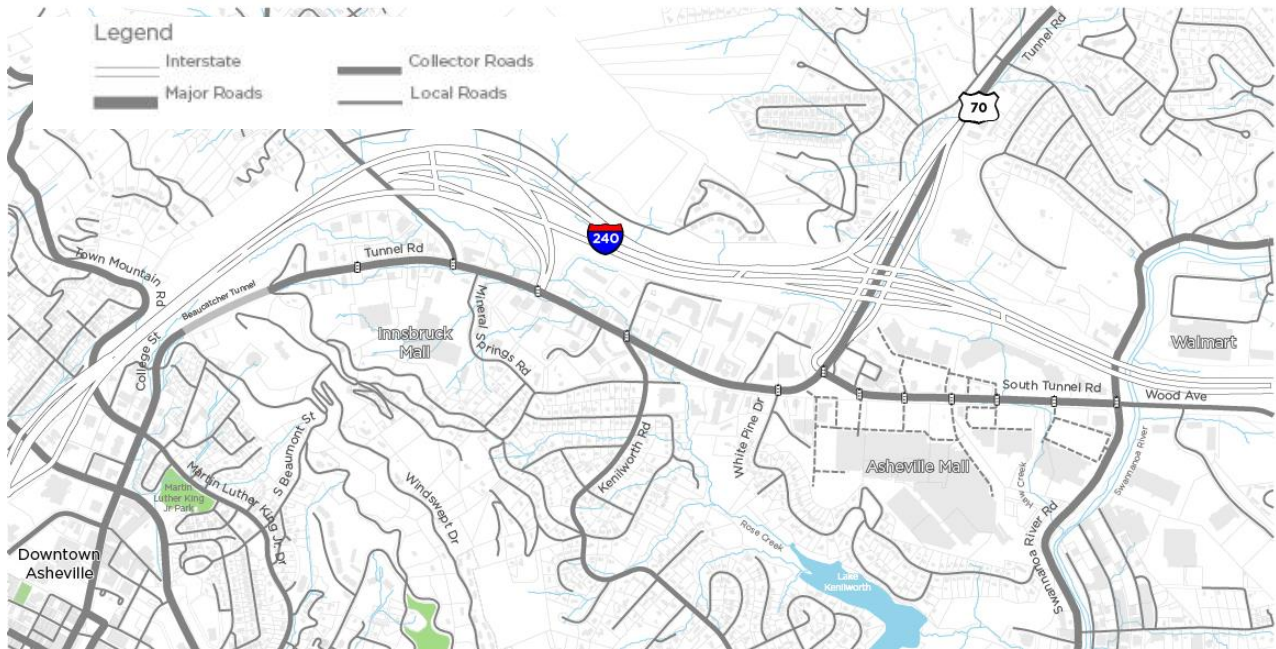 Legend
Interstate
Collector Roads
Major Roads
Local Roads
Tunnel Rd
70
240
Town Mountain
Rd
Tunnel Rd
Beaucatcher Tunnel
Mineral Springs Rd
Innsbruck
Mall
College St
Walmart
South Tunnel Rd
Wood Ave
White Pine Dr
S Beaumont St
Kenilworth Rd
Asheville Mall
Swannanoa River
Martin Luther King Jr. Dr
Martin
Luther King
Jr Park
Windswept Dr
Haw Creek
Swannanoa River Rd
Rose Creek
Downtown
Asheville
Lake
Kenilworth